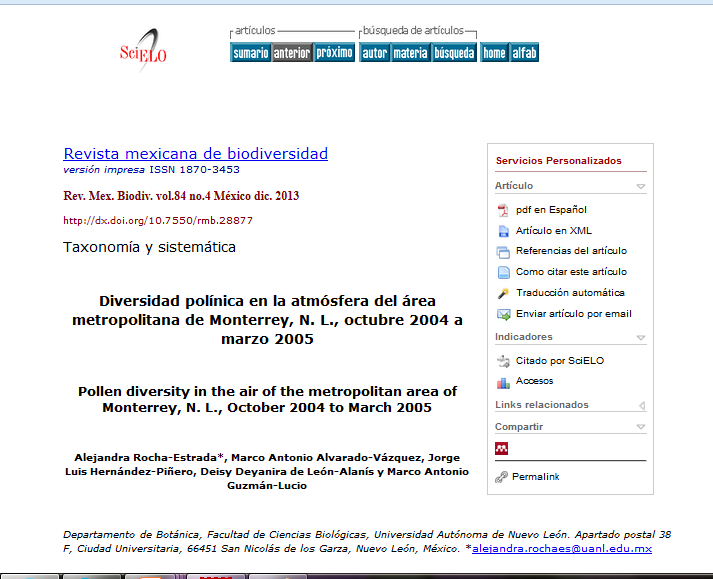 artículos
búsqueda de artículos
SciELO
sumario anterior próximo autor materia búsqueda home alfab
Revista mexicana de biodiversidad
versión impresa ISSN 1870-3453
Rev. Mex. Biodiv. vol.84 no.4 México dic. 2013
http://dx.doi.org/10.7550/rmb.28877
Taxonomía y sistemática
Diversidad polínica en la atmósfera del área
metropolitana de Monterrey, N. L., octubre 2004 a
marzo 2005
Pollen diversity in the air of the metropolitan area of
Monterrey, N. L., October 2004 to March 2005
Alejandra Rocha-Estrada*, Marco Antonio Alvarado-Vázquez, Jorge
Luis Hernández-Piñero, Deisy Deyanira de León-Alanís y Marco Antonio
Guzmán-Lucio
Servicios Personalizados
Artículo
pdf en Español
Artículo en XML
Referencias del artículo
Como citar este artículo
Traducción automática
Enviar artículo por email
Indicadores
Citado por SciELO
Accesos
Links relacionados
Compartir
Permalink
Departamento de Botánica, Facultad de Ciencias Biológicas, Universidad Autónoma de Nuevo León. Apartado postal 38
F, Ciudad Universitaria, 66451 San Nicolás de los Garza, Nuevo León, México. *alejandra.rochaes@uanl.edu.mx